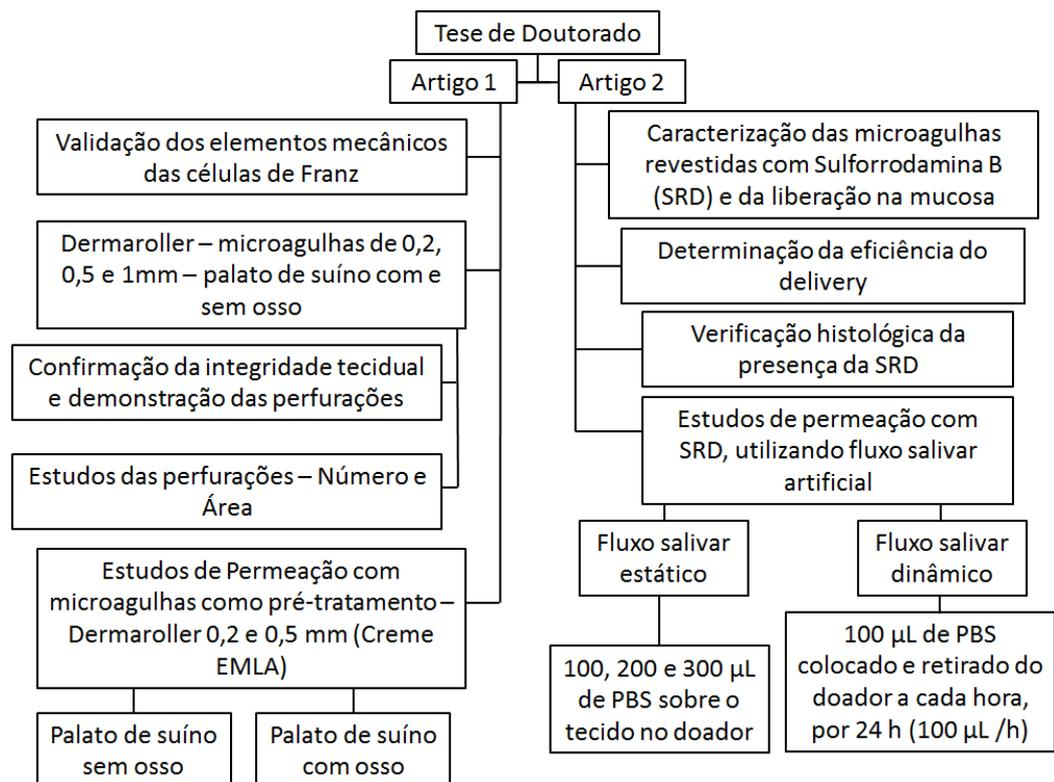 Tese de Doutorado
Artigo 1
Validação dos elementos mecânicos
das células de Franz
Dermaroller – microagulhas de 0,2,
0,5 e 1mm – palato de suíno com e
sem osso
Confirmação da integridade tecidual
e demonstração das perfurações
Estudos das perfurações – Número e
Área
Estudos de Permeação com
microagulhas como pré-tratamento –
Dermaroller 0,2 e 0,5 mm (Creme
EMLA)
Palato de suíno
sem osso
Palato de suíno
com osso
Artigo 2
Caracterização das microagulhas
revestidas com Sulforrodamina B
(SRD) e da liberação na mucosa
Determinação da eficiência do
delivery
Verificação histológica da
presença da SRD
Estudos de permeação com
SRD, utilizando fluxo salivar
artificial
Fluxo salivar
estático
100, 200 e 300 µL
de PBS sobre o
tecido no doador
Fluxo salivar
dinâmico
100 µL de PBS
colocado e retirado do
doador a cada hora,
por 24 h (100 µL /h)